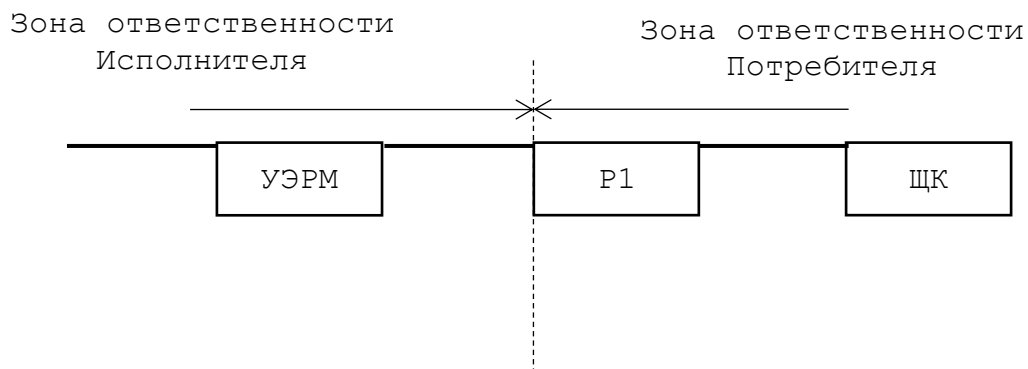 Зона ответственности
Исполнителя
Зона ответственности
Потребителя
УЭРМ
Р1
ЩК